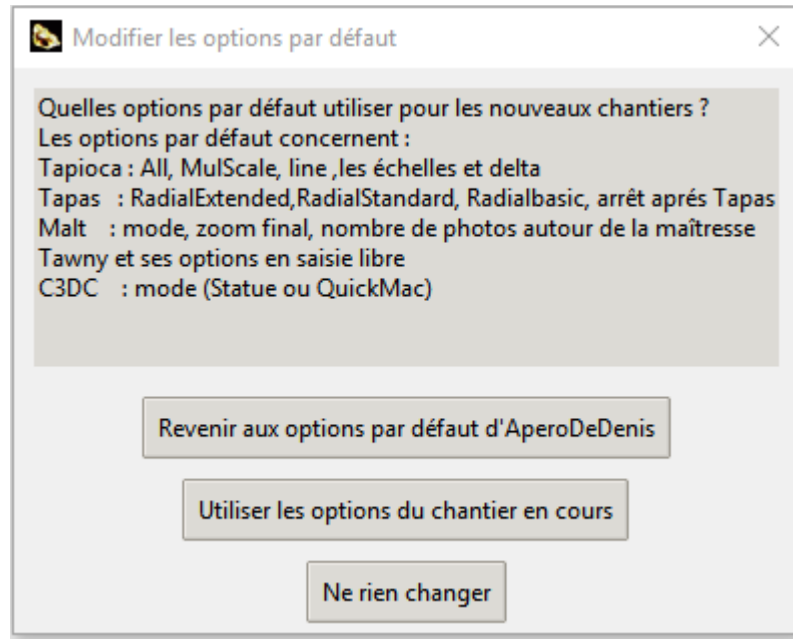 Modifier les options par défaut
Quelles options par défaut utiliser pour les nouveaux chantiers ?
Les options par défaut concernent :
Tapioca : All, MulScale, line ,les échelles et delta
Tapas   : RadialExtended,RadialStandard, Radialbasic, arrêt aprés Tapas
Malt    : mode, zoom final, nombre de photos autour de la maîtresse
Tawny et ses options en saisie libre
C3DC    : mode (Statue ou QuickMac)
Revenir aux options par défaut d'AperoDeDenis
Utiliser les options du chantier en cours
Ne rien changer